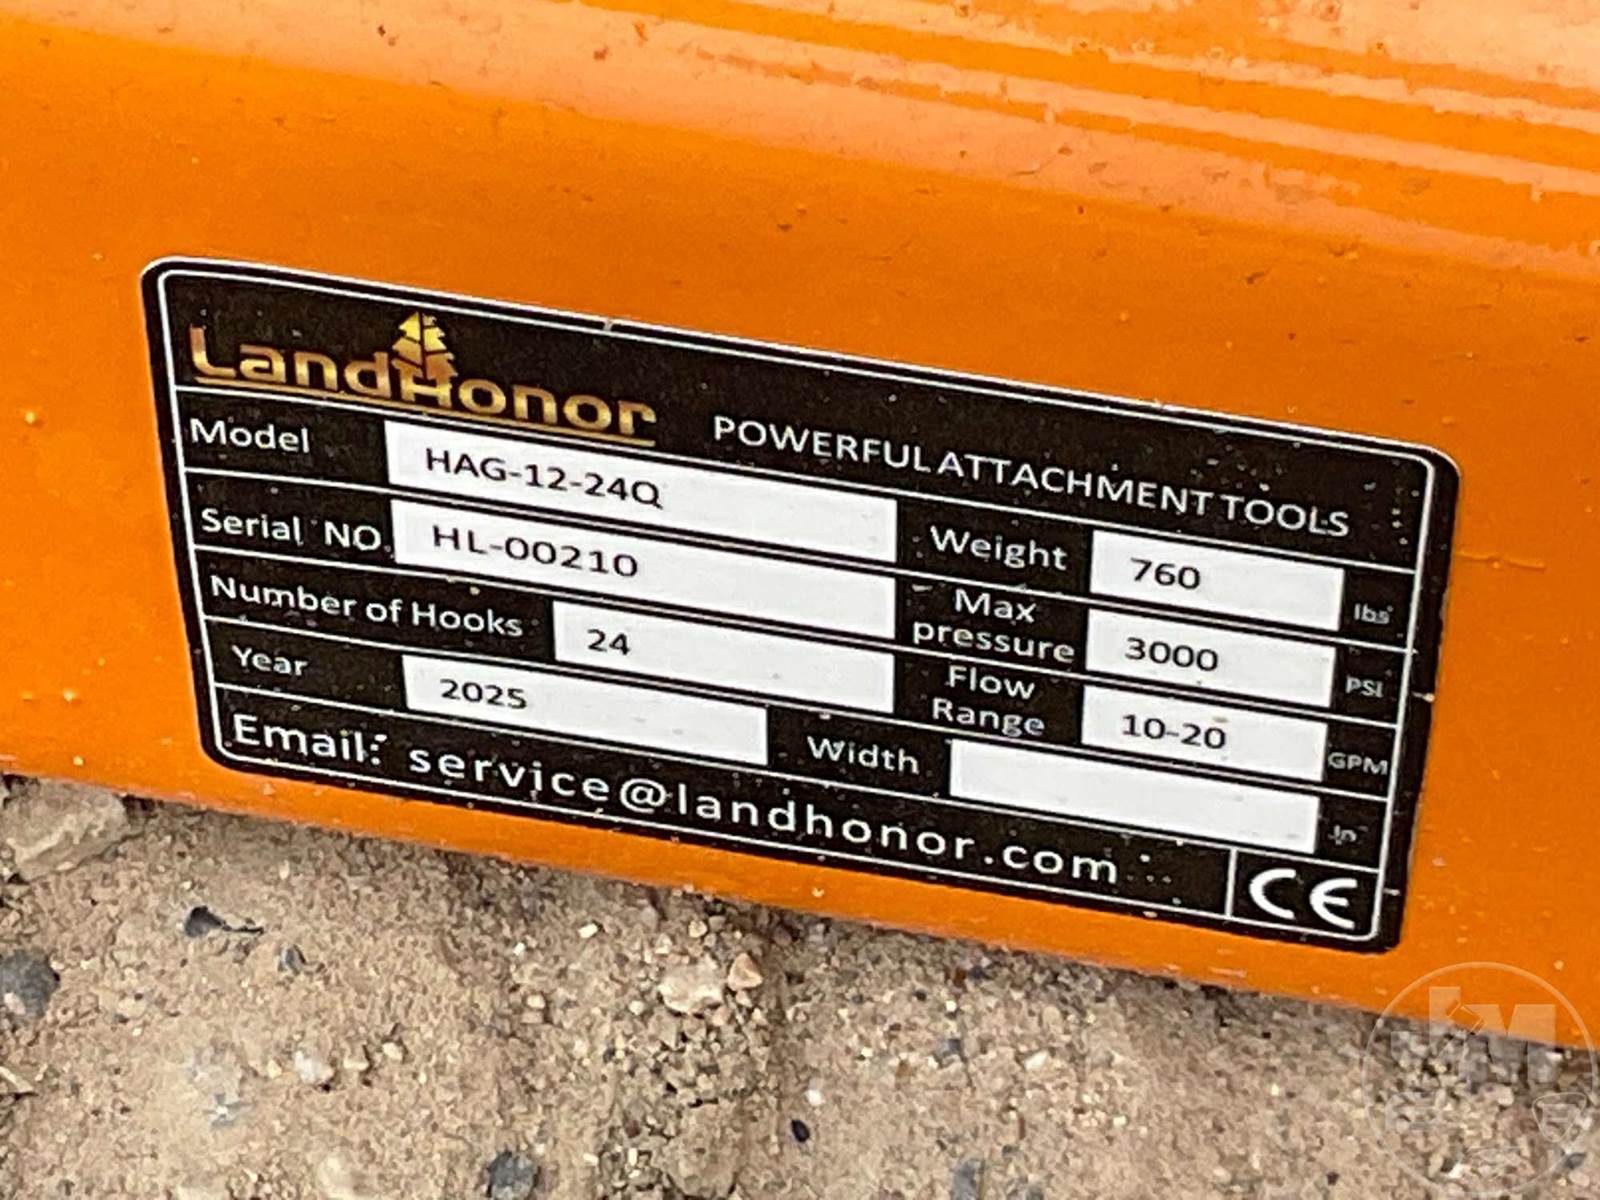 LandHonor POWERFUL ATTACHMENT TOOLS
Model HAG-12-24Q
Weight 760 lbs
Serial NO. HL-00210
Max pressure 3000 PSI
Number of Hooks 24
Flow Range 10-20 GPM
Year 2025
Width In
Email: service@landhonor.com CE
JM